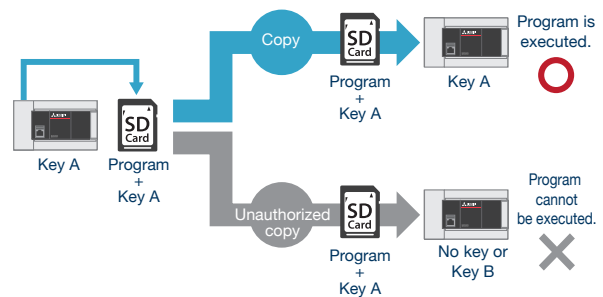 Copy
SD
Card
Program
+
Key A
Key A
Program is
executed.
Key A
SD
Card
Program
+
Key A
Unauthorized
copy
SD
Card
Program
+
Key A
No key or
Key B
Program
cannot
be executed.